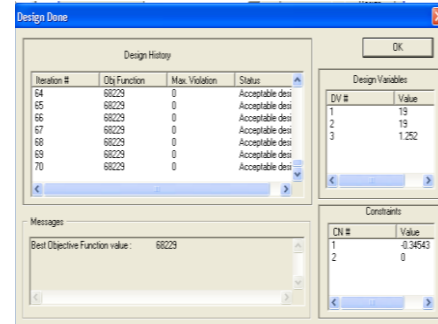 Design Done
OK
Design History
Iteration # Obj Function Max. Violation Status
64 68229 0 Acceptable desi
65 68229 0 Acceptable desi
66 68229 0 Acceptable desi
67 68229 0 Acceptable desi
68 68229 0 Acceptable desi
69 68229 0 Acceptable desi
70 68229 0 Acceptable desi
Design Variables
DV # Value
1 19
2 19
3 1.252
Messages
Best Objective Function value : 68229
Constraints
CN # Value
1 -0.34543
2 0